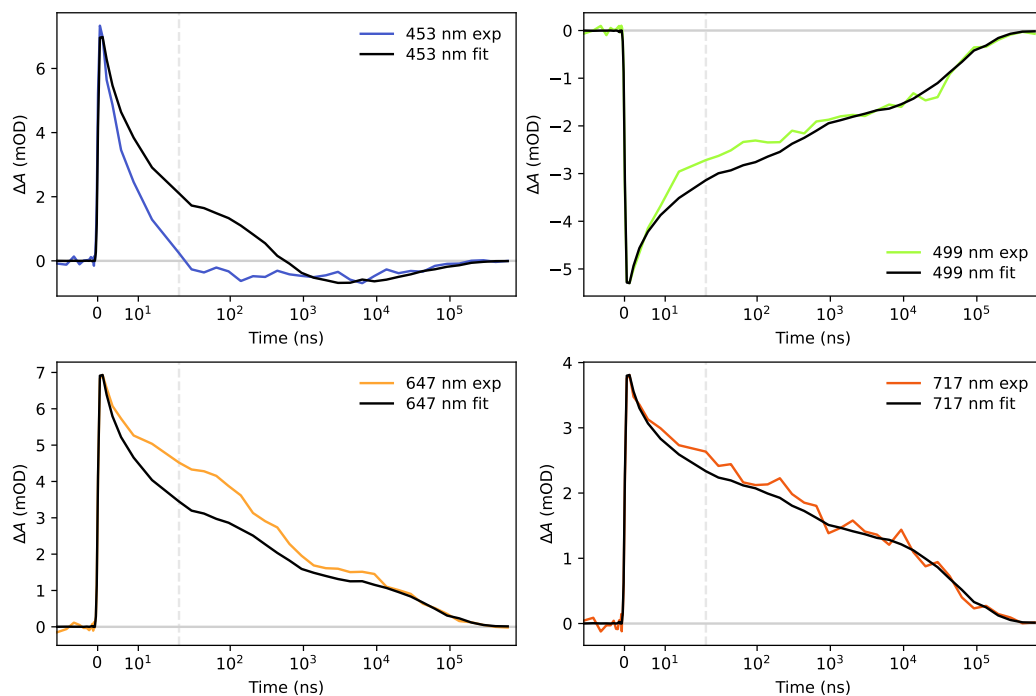 453 nm exp
453 nm fit
ΔA (mOD)
6
4
2
0
0 10¹ 10² 10³ 10⁴ 10⁵
Time (ns)
499 nm exp
499 nm fit
ΔA (mOD)
0
−1
−2
−3
−4
−5
0 10¹ 10² 10³ 10⁴ 10⁵
Time (ns)
647 nm exp
647 nm fit
ΔA (mOD)
7
6
5
4
3
2
1
0
0 10¹ 10² 10³ 10⁴ 10⁵
Time (ns)
717 nm exp
717 nm fit
ΔA (mOD)
4
3
2
1
0
0 10¹ 10² 10³ 10⁴ 10⁵
Time (ns)